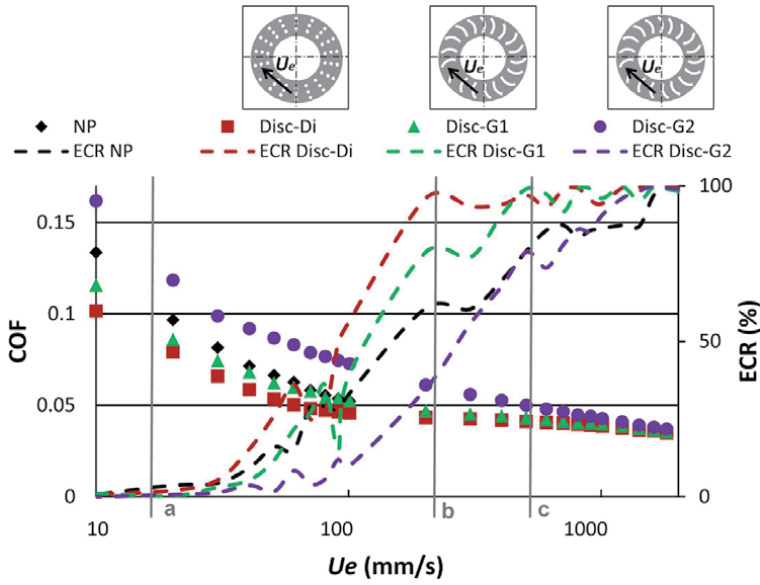 Ue Ue Ue
NP Disc-Di Disc-G1 Disc-G2
ECR NP ECR Disc-Di ECR Disc-G1 ECR Disc-G2
0.15 100
0.1 50
0.05
0 0
COF
ECR (%)
a b c
10 100 1000
Ue (mm/s)